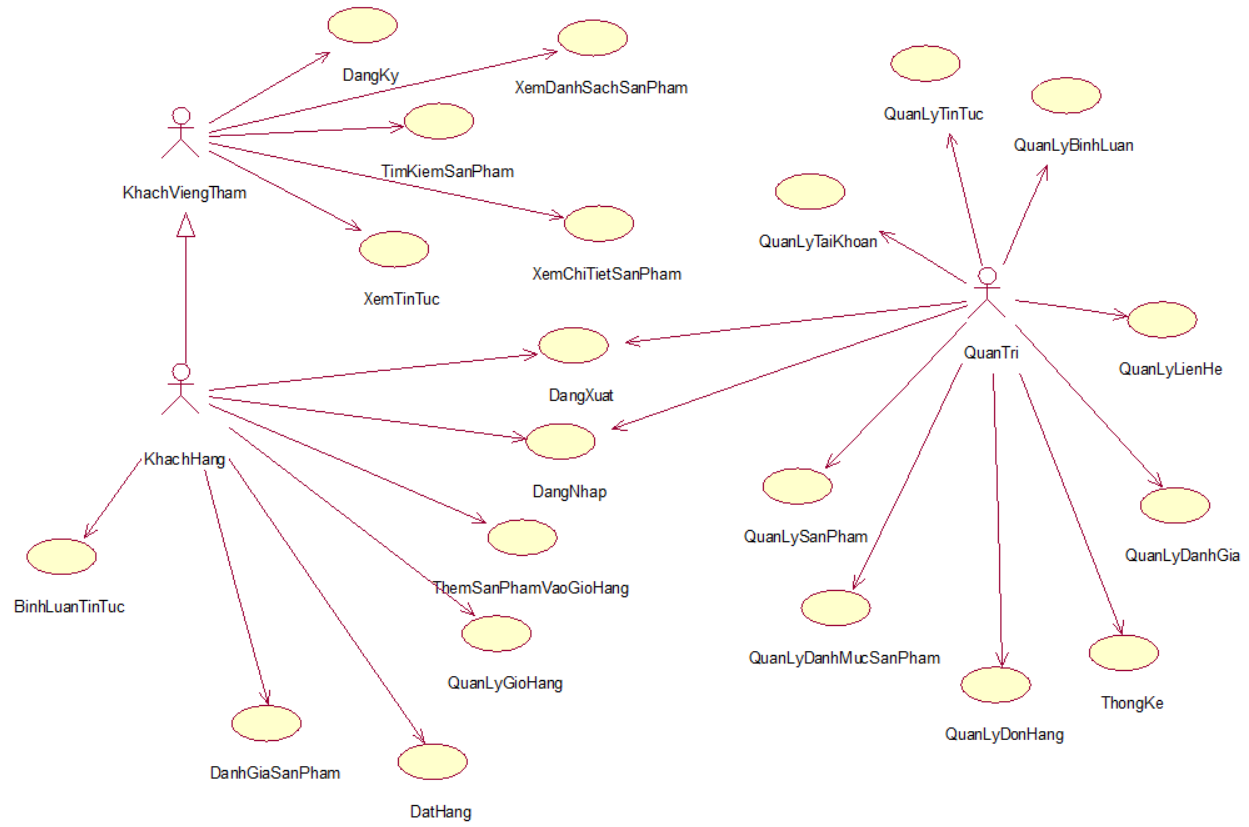 DangKy
XemDanhSachSanPham
TimKiemSanPham
KhachViengTham
XemChiTietSanPham
XemTinTuc
QuanLyTinTuc
QuanLyBinhLuan
QuanLyTaiKhoan
QuanTri
QuanLyLienHe
DangXuat
KhachHang
DangNhap
QuanLySanPham
QuanLyDanhGia
ThemSanPhamVaoGioHang
BinhLuanTinTuc
QuanLyDanhMucSanPham
QuanLyGioHang
ThongKe
QuanLyDonHang
DanhGiaSanPham
DatHang